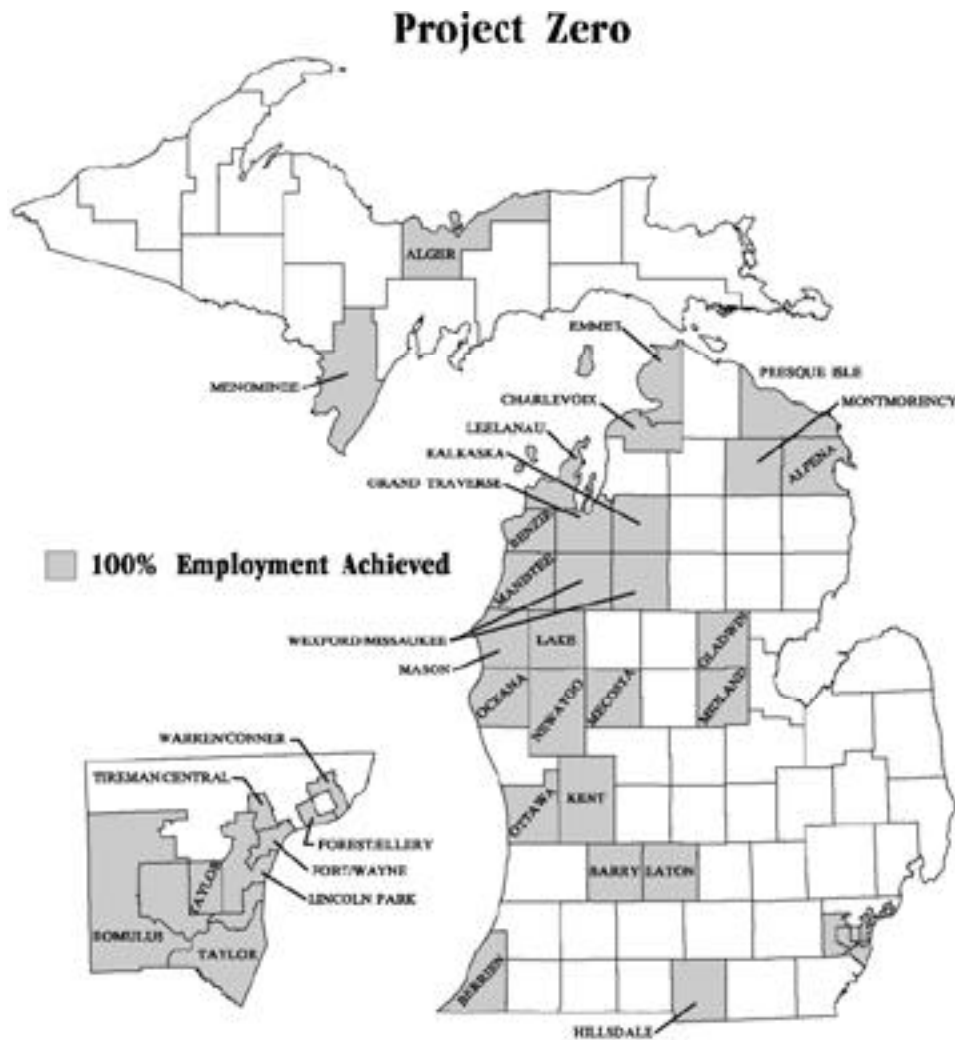 Project Zero
ALGER
EMMET
MENOMINEE
PRESQUE ISLE
CHARLEVOIX
MONTMORENCY
LEELANAU
KALKASKA
ALPENA
GRAND TRAVERSE
BENZIE
100% Employment Achieved
MANISTEE
WEXFORD/MISSAUKEE
LAKE
GLADWIN
MASON
OCEANA
NEWAYGO
MECOSTA
MIDLAND
WARREN/CONNER
TIREMAN/CENTRAL
OTTAWA
KENT
FOREST/ELLERY
FORT/WAYNE
TAYLOR
LINCOLN PARK
BARRY
EATON
ROMULUS
TAYLOR
BERRIEN
HILLSDALE